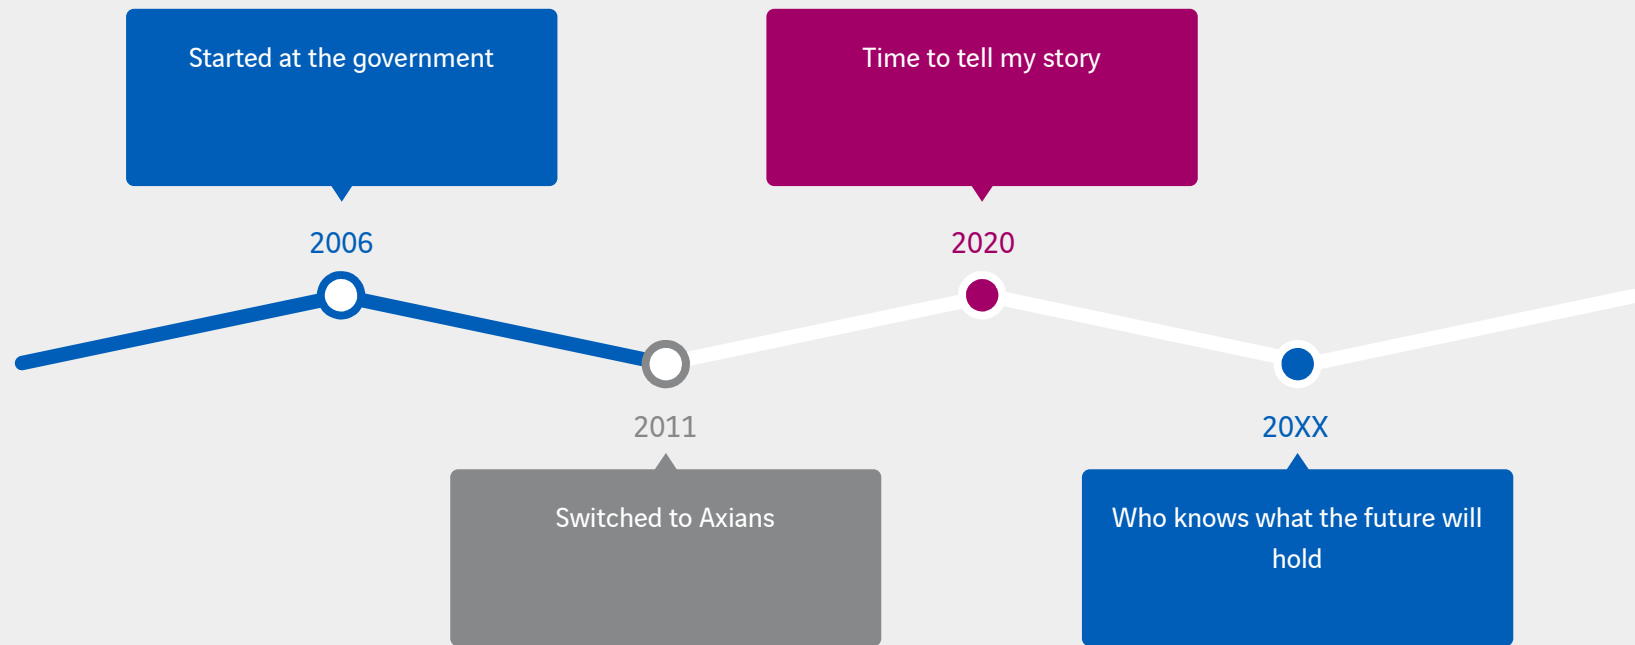 Started at the government
2006
2011
Switched to Axians
Time to tell my story
2020
20XX
Who knows what the future will
hold